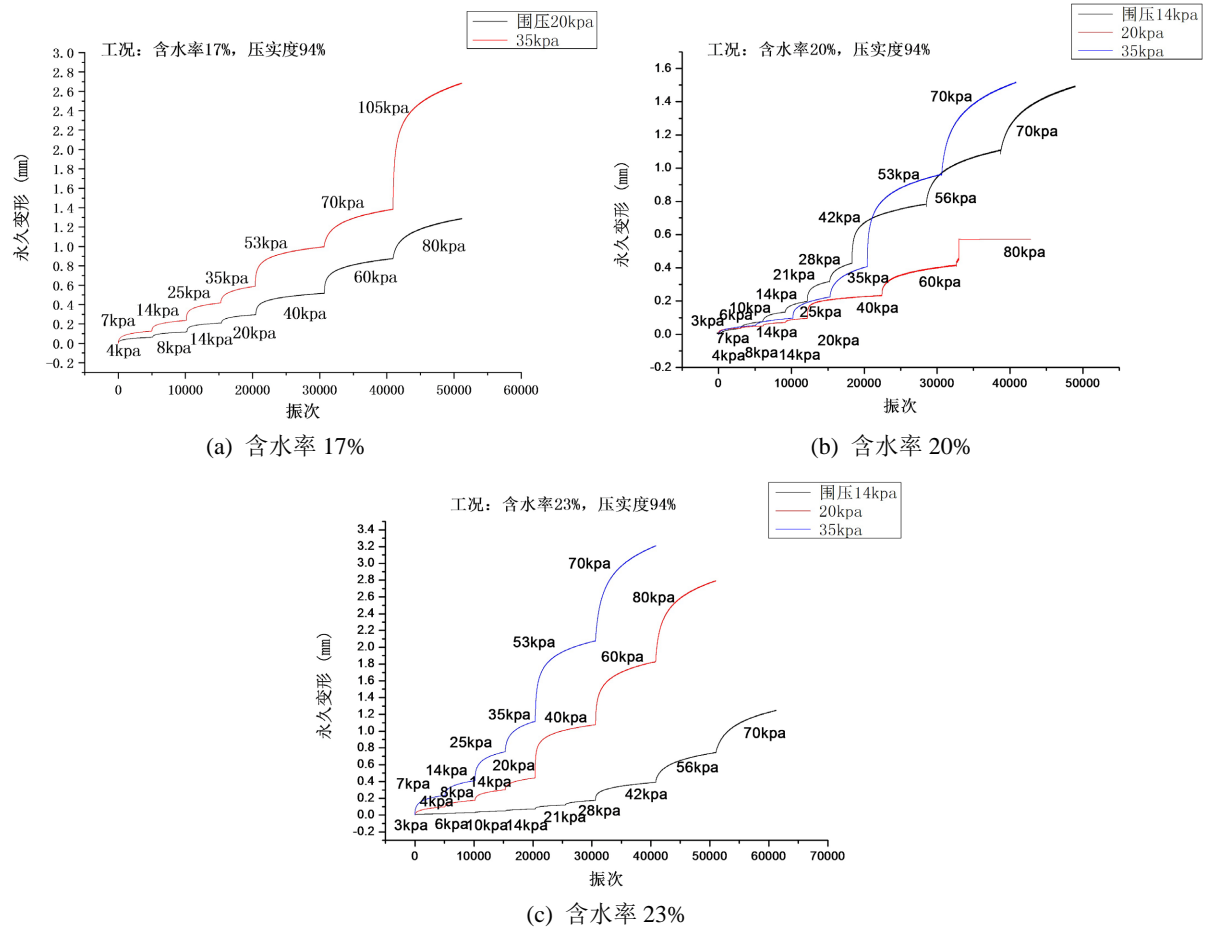 围压20kpa
35kpa
工况：含水率17%，压实度94%
永久变形 (mm)
3.0
2.8
2.6
2.4
2.2
2.0
1.8
1.6
1.4
1.2
1.0
0.8
0.6
0.4
0.2
0.0
-0.2
105kpa
70kpa
53kpa
35kpa
25kpa
14kpa
7kpa
80kpa
60kpa
40kpa
20kpa
14kpa
8kpa
4kpa
0 10000 20000 30000 40000 50000 60000
振次
(a) 含水率 17%
围压14kpa
20kpa
35kpa
工况：含水率20%，压实度94%
永久变形 (mm)
1.6
1.4
1.2
1.0
0.8
0.6
0.4
0.2
0.0
-0.2
70kpa
70kpa
53kpa
56kpa
42kpa
28kpa
21kpa
35kpa
14kpa
10kpa
6kpa
3kpa
25kpa
40kpa
60kpa
80kpa
7kpa
14kpa
20kpa
4kpa
8kpa
14kpa
0 10000 20000 30000 40000 50000
振次
(b) 含水率 20%
围压14kpa
20kpa
35kpa
工况：含水率23%，压实度94%
永久变形 (mm)
3.4
3.2
2.8
2.6
2.2
2.0
1.8
1.6
1.2
1.0
0.8
0.4
0.2
0.0
-0.2
70kpa
80kpa
53kpa
60kpa
35kpa
40kpa
25kpa
20kpa
14kpa
14kpa
7kpa
8kpa
4kpa
70kpa
56kpa
42kpa
28kpa
21kpa
14kpa
10kpa
6kpa
3kpa
0 10000 20000 30000 40000 50000 60000 70000
振次
(c) 含水率 23%